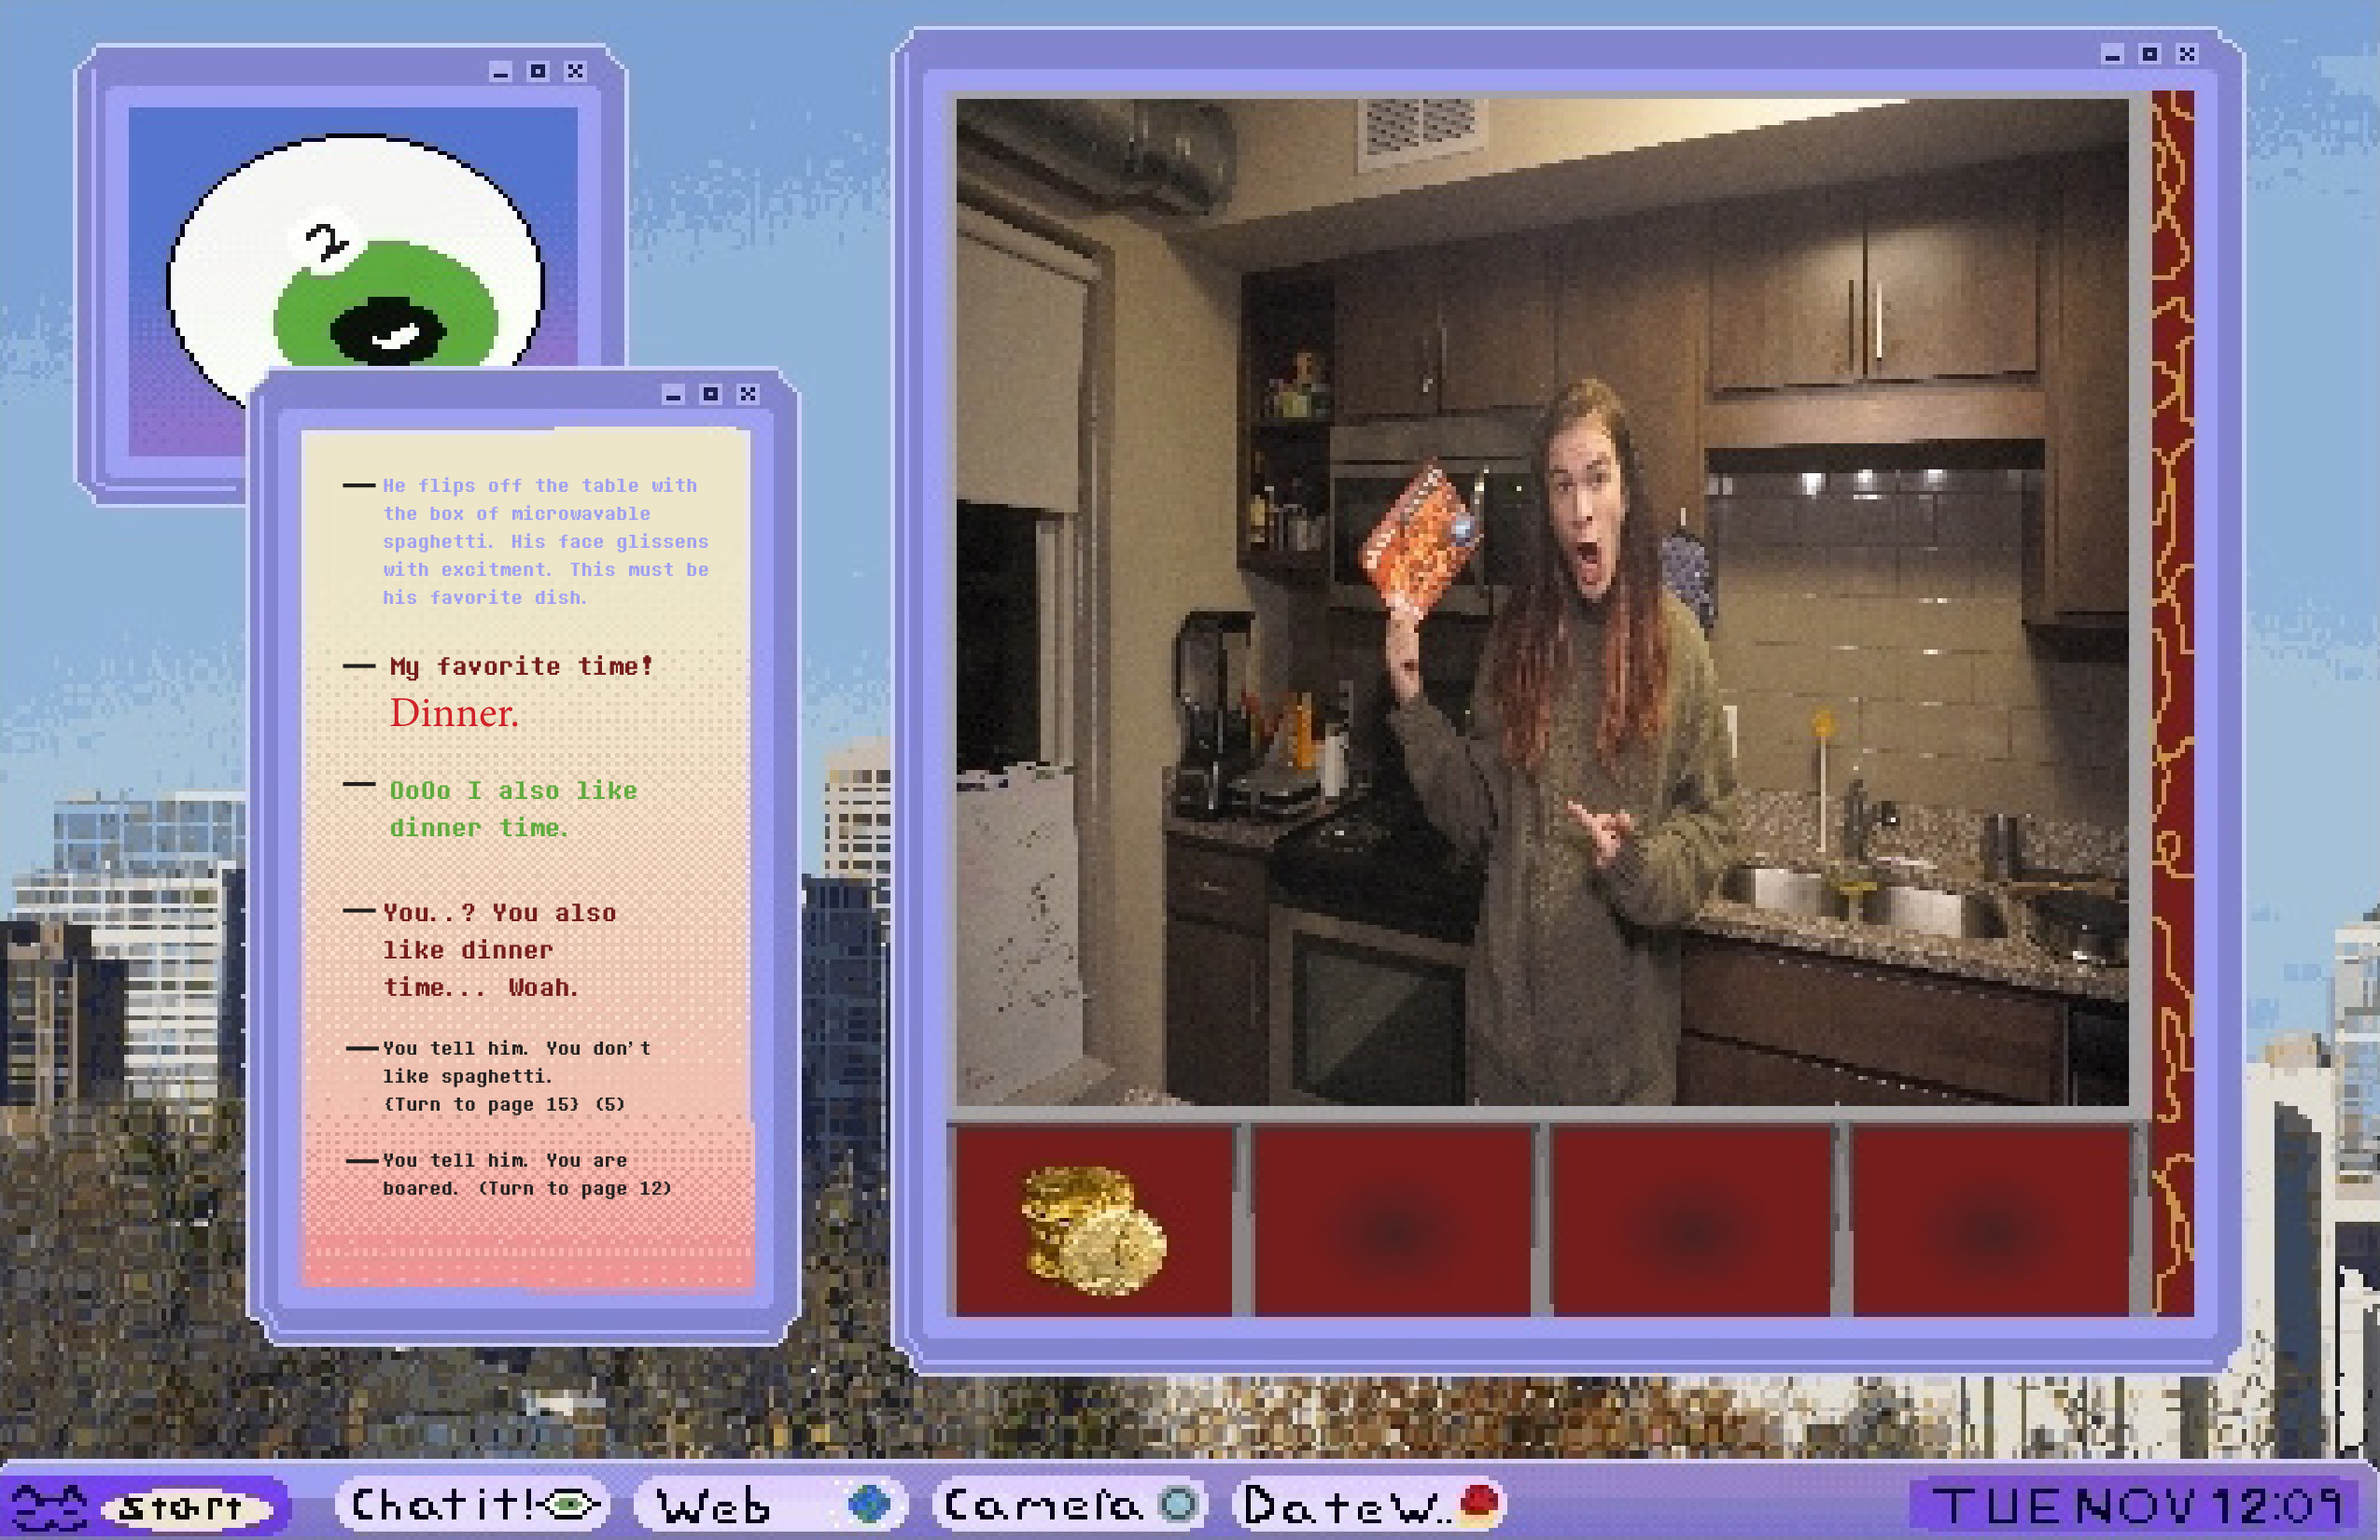 2
He flips off the table with
the box of microwavable
spaghetti. His face glissens
with excitment. This must be
his favorite dish.
My favorite time!
Dinner.
OoOo I also like
dinner time.
You..? You also
like dinner
time... Woah.
You tell him. You don't
like spaghetti.
{Turn to page 15} (5)
You tell him. You are
boared. (Turn to page 12)
Start
Chatit!
Web
Camera
DateW..
TUE NOV 12:09